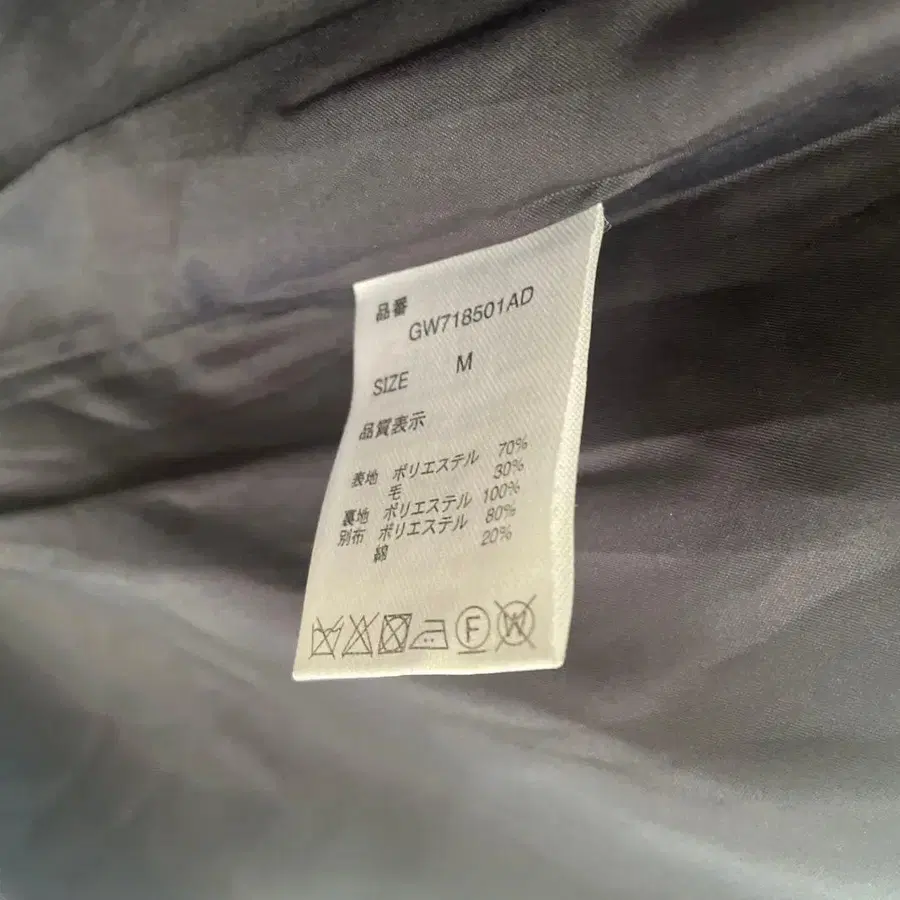 品番
GW718501AD
SIZE M
品質表示
表地 ポリエステル 70%
毛 30%
裏地 ポリエステル 100%
別布 ポリエステル 80%
綿 20%
F W